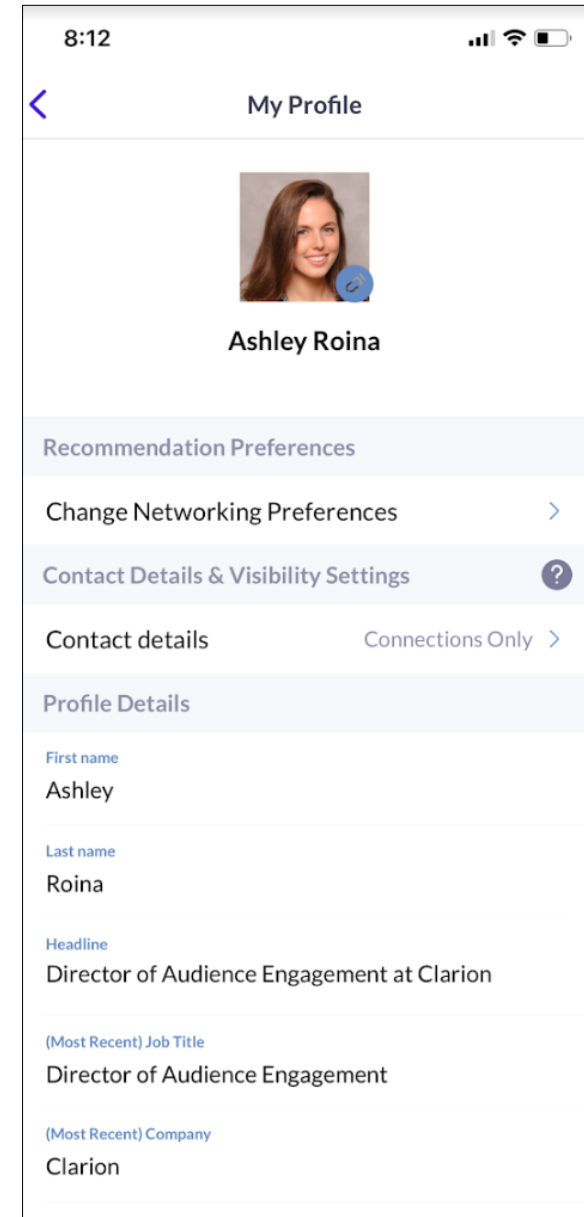 8:12
My Profile
Ashley Roina
Recommendation Preferences
Change Networking Preferences
Contact Details & Visibility Settings ?
Contact details Connections Only
Profile Details
First name
Ashley
Last name
Roina
Headline
Director of Audience Engagement at Clarion
(Most Recent) Job Title
Director of Audience Engagement
(Most Recent) Company
Clarion